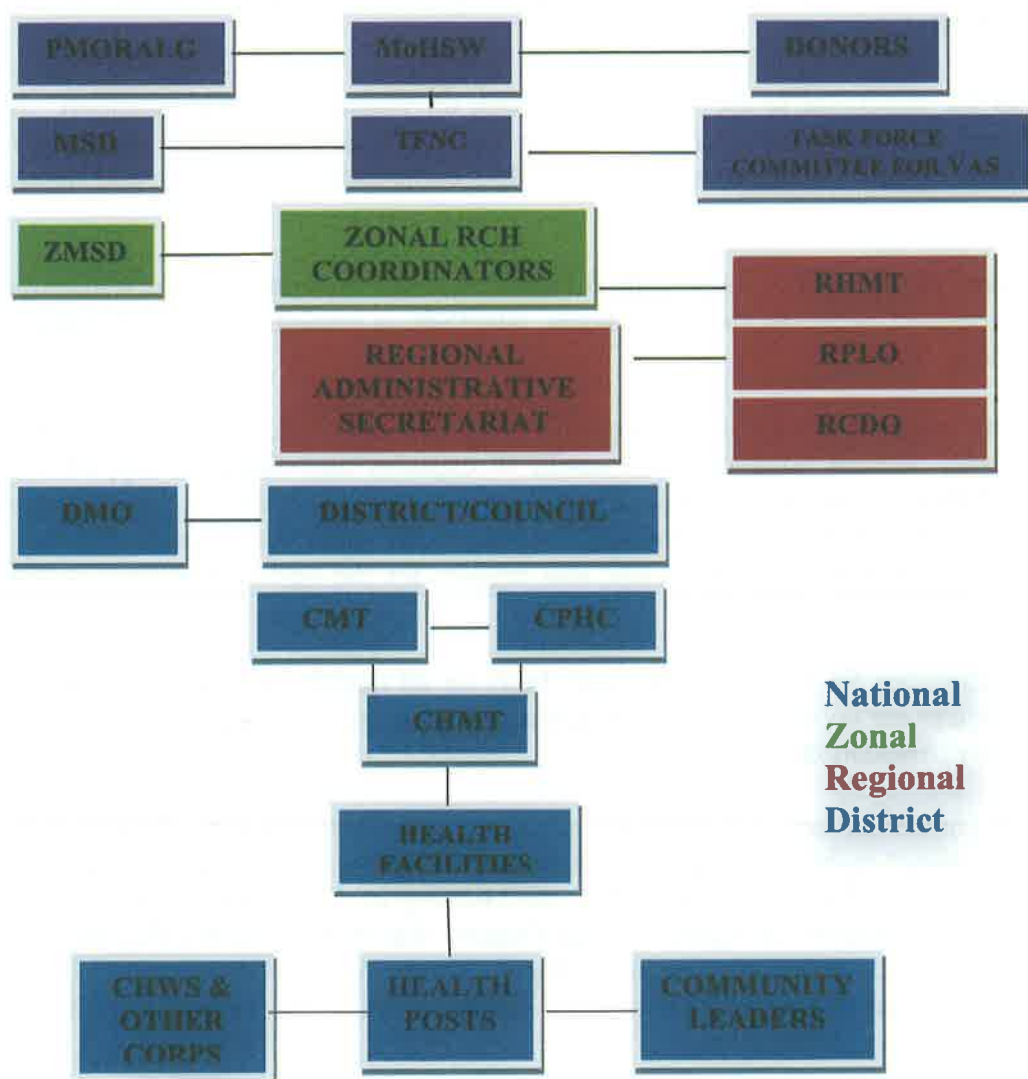 PMORALG
MoHSW
DONORS
MSD
TFNC
TASK FORCE
COMMITTEE FOR VAS
ZMSD
ZONAL RCH
COORDINATORS
RHMT
REGIONAL
ADMINISTRATIVE
SECRETARIAT
RPLO
RCDO
DMO
DISTRICT/COUNCIL
CMT
CPHC
CHMT
National
Zonal
Regional
District
HEALTH
FACILITIES
CHWS &
OTHER
CORPS
HEALTH
POSTS
COMMUNITY
LEADERS